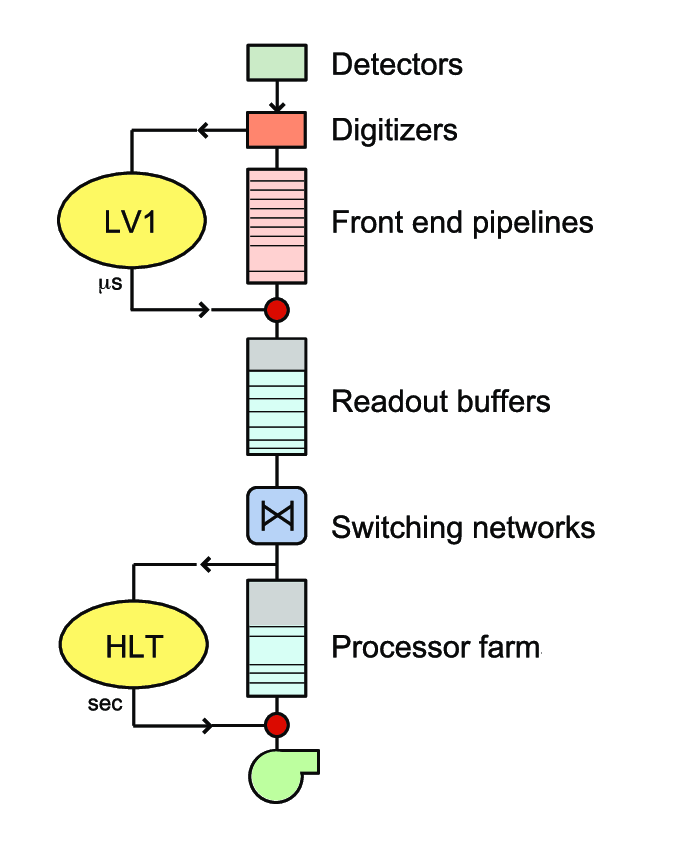 Detectors
Digitizers
LV1
Front end pipelines
μs
Readout buffers
Switching networks
HLT
Processor farm
sec